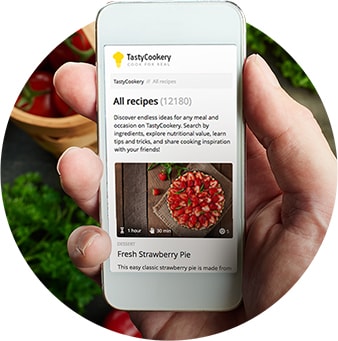 TastyCookery
COOK FOR REAL
TastyCookery // All recipes
All recipes (12180)
Discover endless ideas for any meal and
occasion on TastyCookery. Search by
ingredients, explore nutritional value, learn
tips and tricks, and share cooking inspiration
with your friends!
1 hour 30 min 5
DESSERT
Fresh Strawberry Pie
This easy classic strawberry pie is made from